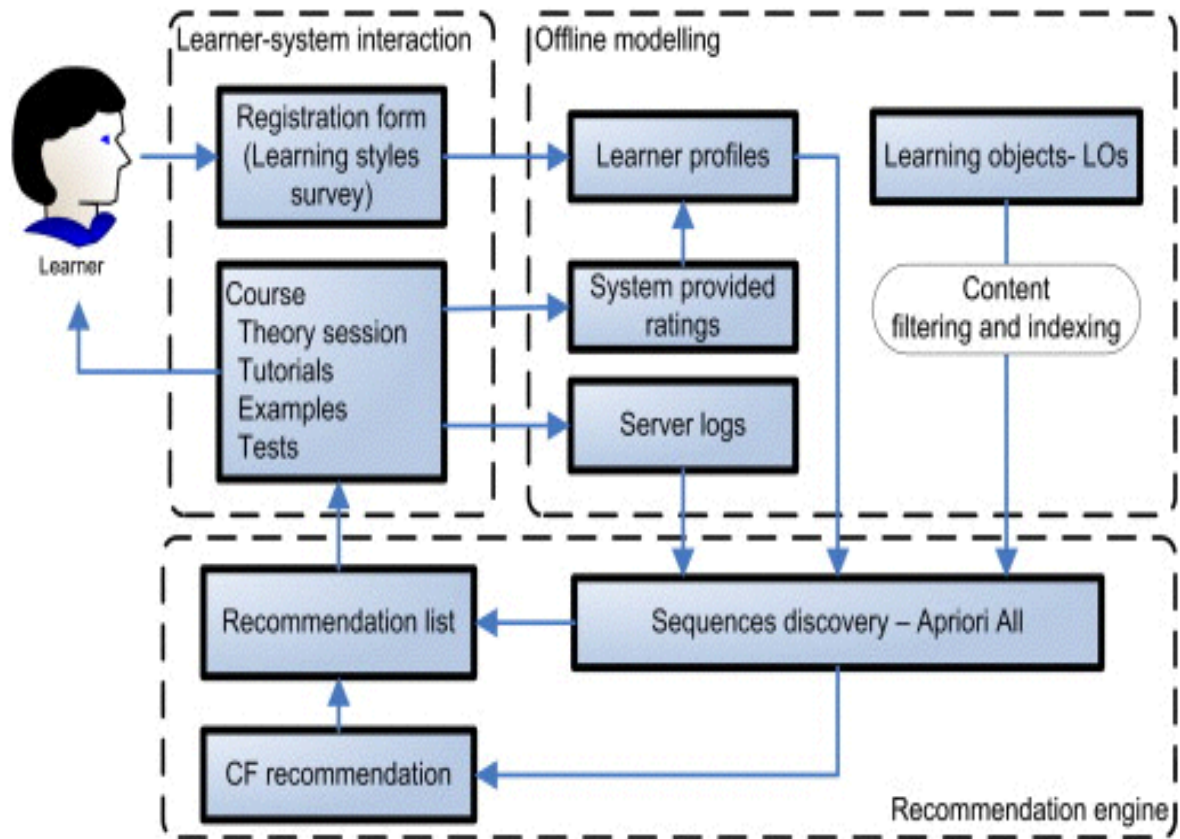 Learner-system interaction
Offline modelling
Registration form
(Learning styles
survey)
Learner profiles
Learning objects- LOs
Learner
Course
Theory session
Tutorials
Examples
Tests
System provided
ratings
Content
filtering and indexing
Server logs
Recommendation list
Sequences discovery – Apriori All
CF recommendation
Recommendation engine